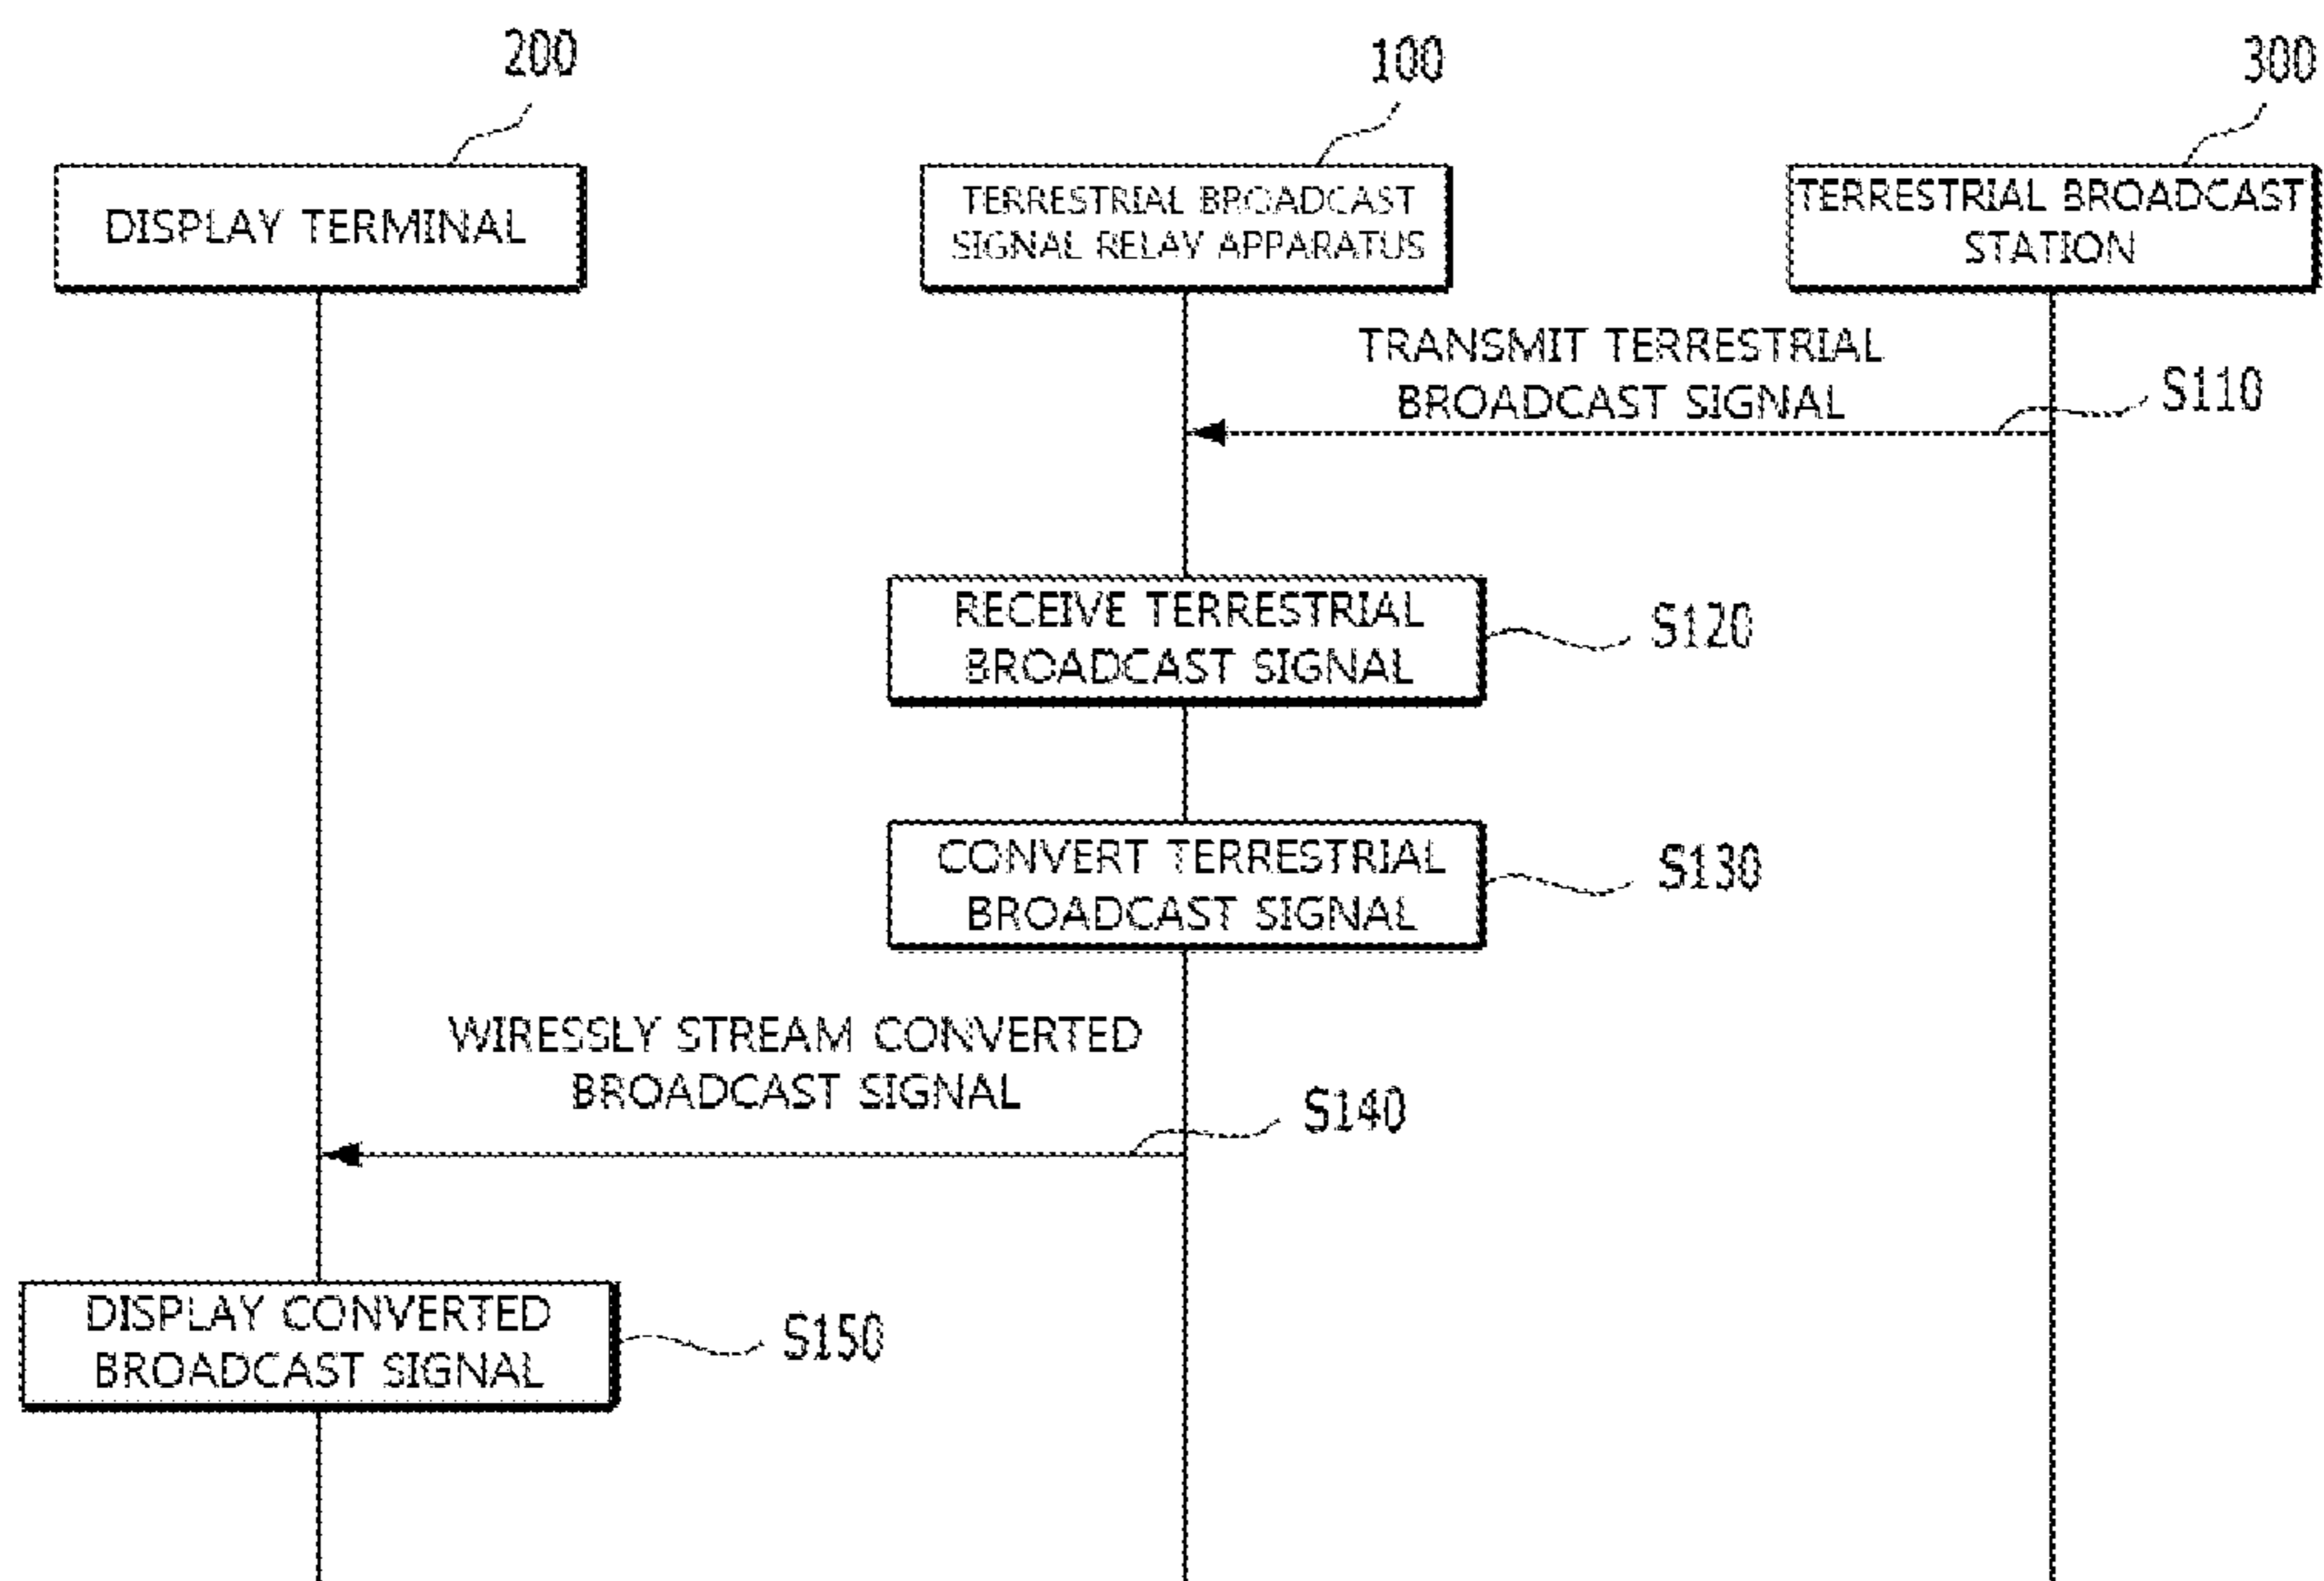 200
100
300
DISPLAY TERMINAL
TERRESTRIAL BROADCAST
SIGNAL RELAY APPARATUS
TERRESTRIAL BROADCAST
STATION
TRANSMIT TERRESTRIAL
BROADCAST SIGNAL
S110
RECEIVE TERRESTRIAL
BROADCAST SIGNAL
S120
CONVERT TERRESTRIAL
BROADCAST SIGNAL
S130
WIRESSLY STREAM CONVERTED
BROADCAST SIGNAL
S140
DISPLAY CONVERTED
BROADCAST SIGNAL
S150